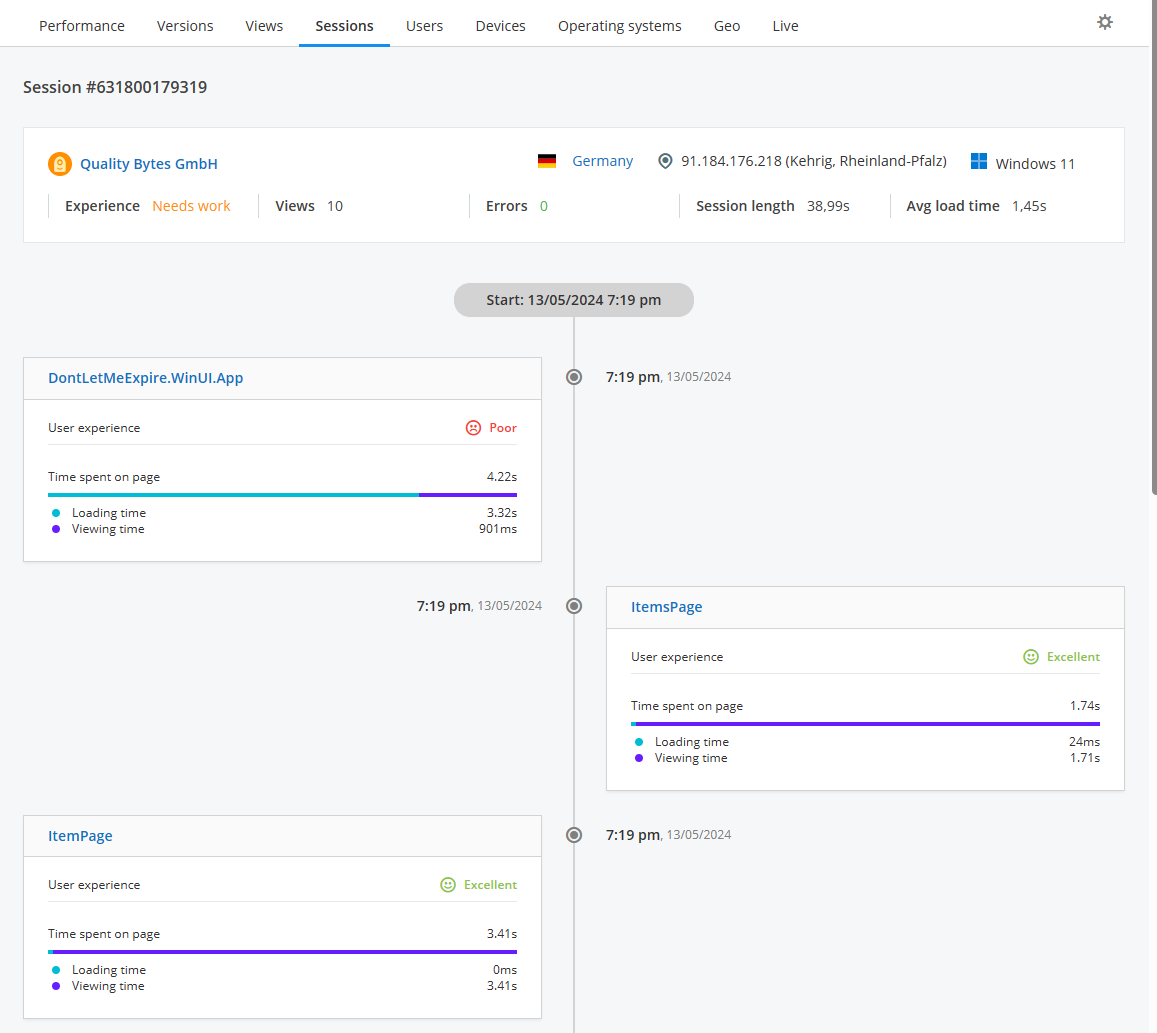 Performance Versions Views Sessions Users Devices Operating systems Geo Live
Session #631800179319
Quality Bytes GmbH Germany 91.184.176.218 (Kehrig, Rheinland-Pfalz) Windows 11
Experience Needs work Views 10 Errors 0 Session length 38,99s Avg load time 1,45s
Start: 13/05/2024 7:19 pm
DontLetMeExpire.WinUI.App
7:19 pm, 13/05/2024
User experience Poor
Time spent on page 4.22s
Loading time 3.32s
Viewing time 901ms
7:19 pm, 13/05/2024
ItemsPage
User experience Excellent
Time spent on page 1.74s
Loading time 24ms
Viewing time 1.71s
ItemPage
7:19 pm, 13/05/2024
User experience Excellent
Time spent on page 3.41s
Loading time 0ms
Viewing time 3.41s